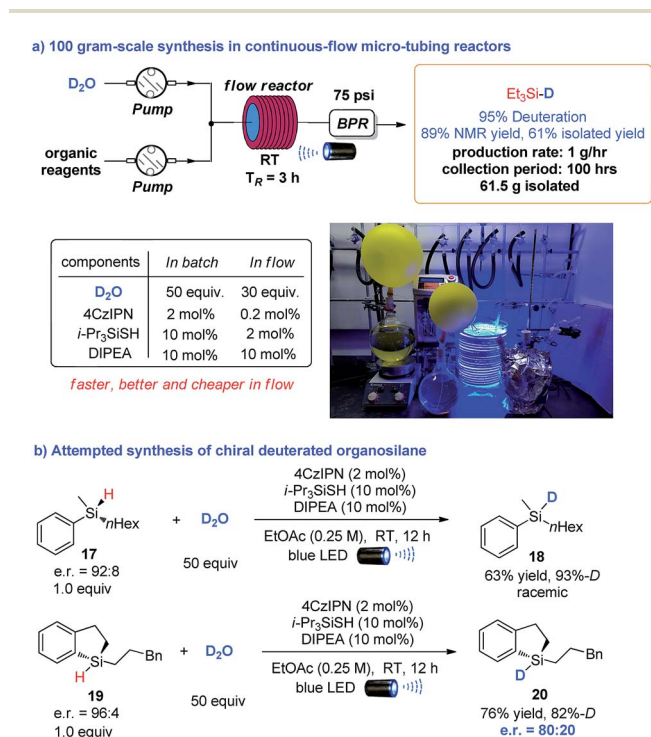 a) 100 gram-scale synthesis in continuous-flow micro-tubing reactors
D₂O
Pump
organic
reagents
Pump
flow reactor
RT
T_R = 3 h
75 psi
BPR
Et₃Si-D
95% Deuteration
89% NMR yield, 61% isolated yield
production rate: 1 g/hr
collection period: 100 hrs
61.5 g isolated
components In batch In flow
D₂O 50 equiv. 30 equiv.
4CzIPN 2 mol% 0.2 mol%
i-Pr₃SiSH 10 mol% 2 mol%
DIPEA 10 mol% 10 mol%
faster, better and cheaper in flow
b) Attempted synthesis of chiral deuterated organosilane
H
Si
nHex
17
e.r. = 92:8
1.0 equiv
+
D₂O
50 equiv
4CzIPN (2 mol%)
i-Pr₃SiSH (10 mol%)
DIPEA (10 mol%)
EtOAc (0.25 M), RT, 12 h
blue LED
D
Si
nHex
18
63% yield, 93%-D
racemic
Si
H
Bn
19
e.r. = 96:4
1.0 equiv
+
D₂O
50 equiv
4CzIPN (2 mol%)
i-Pr₃SiSH (10 mol%)
DIPEA (10 mol%)
EtOAc (0.25 M), RT, 12 h
blue LED
Si
D
Bn
20
76% yield, 82%-D
e.r. = 80:20